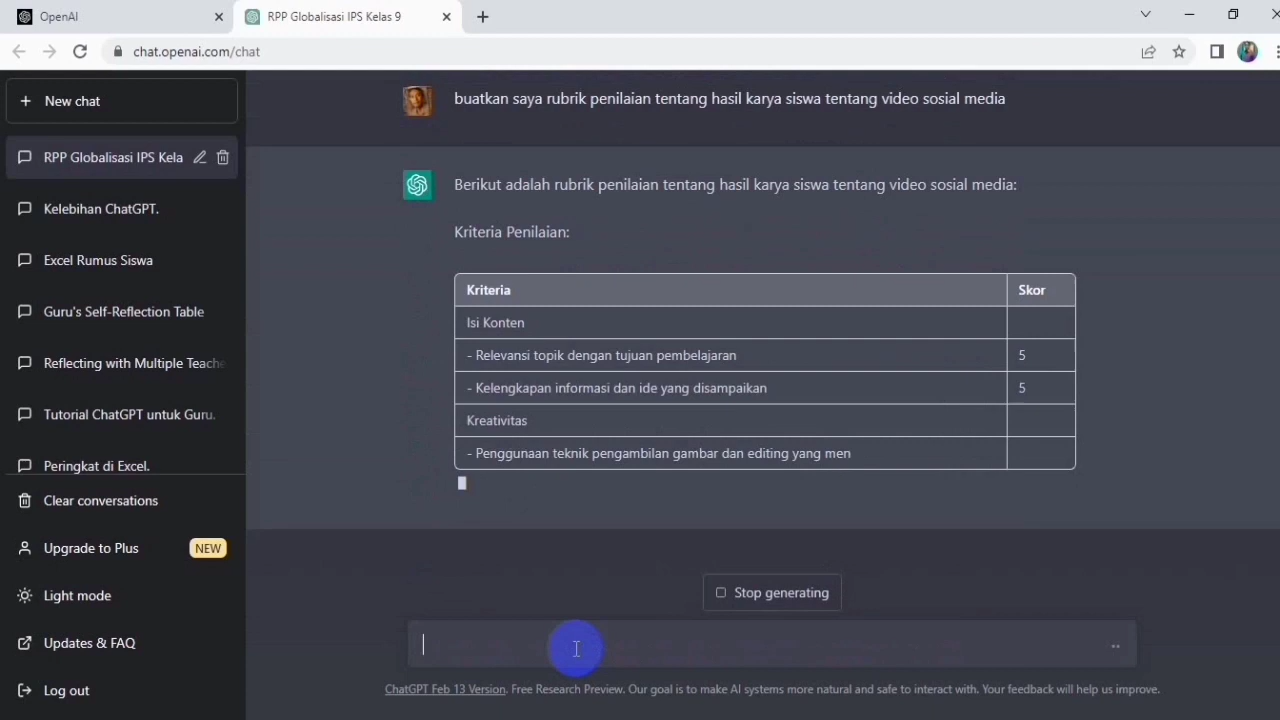 OpenAI
RPP Globalisasi IPS Kelas 9
chat.openai.com/chat
New chat
RPP Globalisasi IPS Kela
Kelebihan ChatGPT.
Excel Rumus Siswa
Guru's Self-Reflection Table
Reflecting with Multiple Teache
Tutorial ChatGPT untuk Guru.
Peringkat di Excel.
Clear conversations
Upgrade to Plus NEW
Light mode
Updates & FAQ
Log out
buatkan saya rubrik penilaian tentang hasil karya siswa tentang video sosial media
Berikut adalah rubrik penilaian tentang hasil karya siswa tentang video sosial media:
Kriteria Penilaian:
Kriteria Skor
Isi Konten
- Relevansi topik dengan tujuan pembelajaran 5
- Kelengkapan informasi dan ide yang disampaikan 5
Kreativitas
- Penggunaan teknik pengambilan gambar dan editing yang men
Stop generating
ChatGPT Feb 13 Version. Free Research Preview. Our goal is to make AI systems more natural and safe to interact with. Your feedback will help us improve.